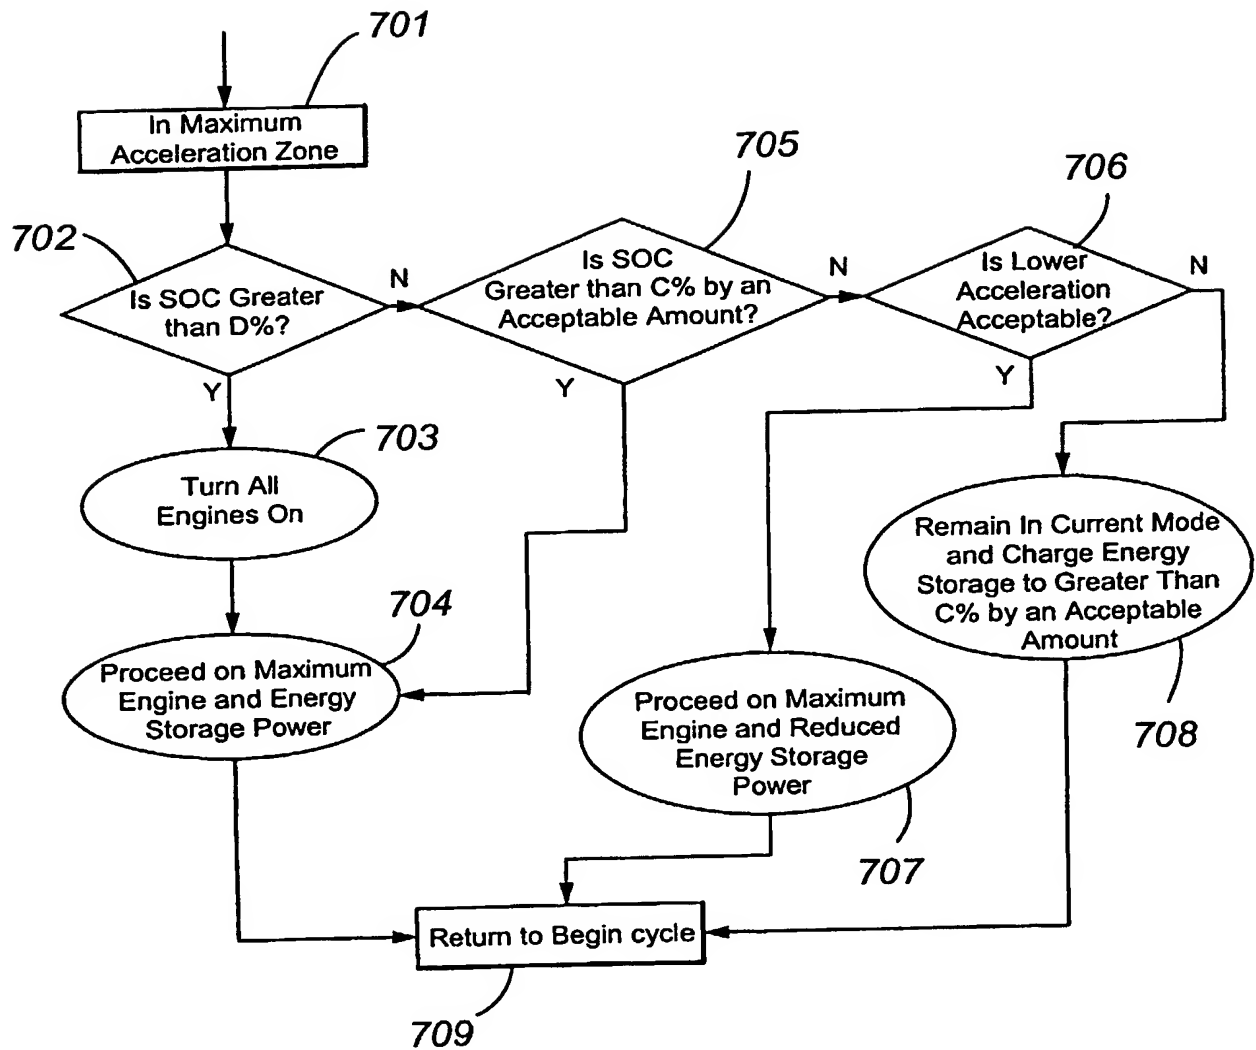 701
In Maximum
Acceleration Zone
702
Is SOC Greater
than D%?
N
Y
705
Is SOC
Greater than C% by an
Acceptable Amount?
N
Y
706
Is Lower
Acceleration
Acceptable?
N
Y
703
Turn All
Engines On
704
Proceed on Maximum
Engine and Energy
Storage Power
Proceed on Maximum
Engine and Reduced
Energy Storage
Power
707
Remain In Current Mode
and Charge Energy
Storage to Greater Than
C% by an Acceptable
Amount
708
Return to Begin cycle
709